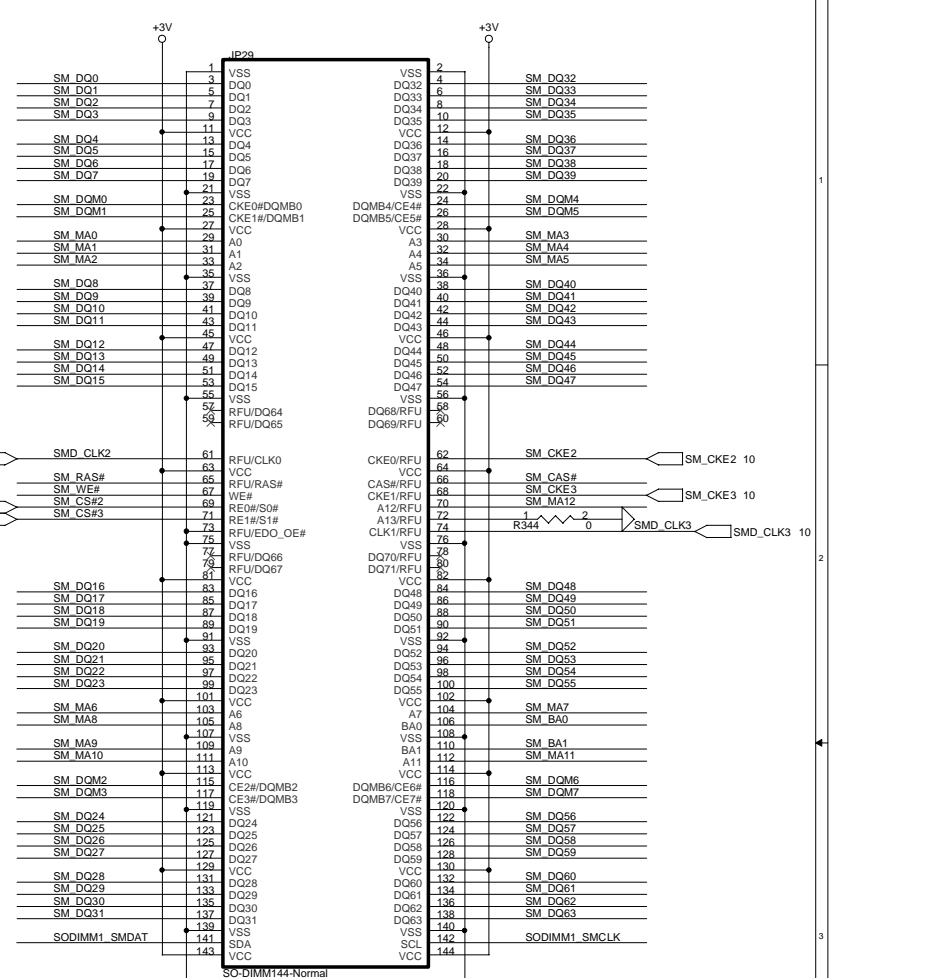 +3V +3V
JP29
1 VSS VSS 2
SM_DQ0 3 DQ0 DQ32 4 SM_DQ32
SM_DQ1 5 DQ1 DQ33 6 SM_DQ33
SM_DQ2 7 DQ2 DQ34 8 SM_DQ34
SM_DQ3 9 DQ3 DQ35 10 SM_DQ35
11 VCC VCC 12
SM_DQ4 13 DQ4 DQ36 14 SM_DQ36
SM_DQ5 15 DQ5 DQ37 16 SM_DQ37
SM_DQ6 17 DQ6 DQ38 18 SM_DQ38
SM_DQ7 19 DQ7 DQ39 20 SM_DQ39
1
21 VSS VSS 22
SM_DQM0 23 CKE0#DQMB0 DQMB4/CE4# 24 SM_DQM4
SM_DQM1 25 CKE1#/DQMB1 DQMB5/CE5# 26 SM_DQM5
27 VCC VCC 28
SM_MA0 29 A0 A3 30 SM_MA3
SM_MA1 31 A1 A4 32 SM_MA4
SM_MA2 33 A2 A5 34 SM_MA5
35 VSS VSS 36
SM_DQ8 37 DQ8 DQ40 38 SM_DQ40
SM_DQ9 39 DQ9 DQ41 40 SM_DQ41
SM_DQ10 41 DQ10 DQ42 42 SM_DQ42
SM_DQ11 43 DQ11 DQ43 44 SM_DQ43
45 VCC VCC 46
SM_DQ12 47 DQ12 DQ44 48 SM_DQ44
SM_DQ13 49 DQ13 DQ45 50 SM_DQ45
SM_DQ14 51 DQ14 DQ46 52 SM_DQ46
SM_DQ15 53 DQ15 DQ47 54 SM_DQ47
55 VSS VSS 56
57 RFU/DQ64 DQ68/RFU 58
59 RFU/DQ65 DQ69/RFU 60
SMD_CLK2 61 RFU/CLK0 CKE0/RFU 62 SM_CKE2 SM_CKE2 10
63 VCC VCC 64
SM_RAS# 65 RFU/RAS# CAS#/RFU 66 SM_CAS#
SM_WE# 67 WE# CKE1/RFU 68 SM_CKE3 SM_CKE3 10
SM_CS#2 69 RE0#/S0# A12/RFU 70 SM_MA12
SM_CS#3 71 RE1#/S1# A13/RFU 72 R344 1 2 0
73 RFU/EDO_OE# CLK1/RFU 74 SMD_CLK3 SMD_CLK3 10
75 VSS VSS 76
77 RFU/DQ66 DQ70/RFU 78
2
79 RFU/DQ67 DQ71/RFU 80
81 VCC VCC 82
SM_DQ16 83 DQ16 DQ48 84 SM_DQ48
SM_DQ17 85 DQ17 DQ49 86 SM_DQ49
SM_DQ18 87 DQ18 DQ50 88 SM_DQ50
SM_DQ19 89 DQ19 DQ51 90 SM_DQ51
91 VSS VSS 92
SM_DQ20 93 DQ20 DQ52 94 SM_DQ52
SM_DQ21 95 DQ21 DQ53 96 SM_DQ53
SM_DQ22 97 DQ22 DQ54 98 SM_DQ54
SM_DQ23 99 DQ23 DQ55 100 SM_DQ55
101 VCC VCC 102
SM_MA6 103 A6 A7 104 SM_MA7
SM_MA8 105 A8 BA0 106 SM_BA0
107 VSS VSS 108
SM_MA9 109 A9 BA1 110 SM_BA1
SM_MA10 111 A10 A11 112 SM_MA11
113 VCC VCC 114
SM_DQM2 115 CE2#/DQMB2 DQMB6/CE6# 116 SM_DQM6
SM_DQM3 117 CE3#/DQMB3 DQMB7/CE7# 118 SM_DQM7
119 VSS VSS 120
SM_DQ24 121 DQ24 DQ56 122 SM_DQ56
SM_DQ25 123 DQ25 DQ57 124 SM_DQ57
SM_DQ26 125 DQ26 DQ58 126 SM_DQ58
SM_DQ27 127 DQ27 DQ59 128 SM_DQ59
129 VCC VCC 130
SM_DQ28 131 DQ28 DQ60 132 SM_DQ60
SM_DQ29 133 DQ29 DQ61 134 SM_DQ61
SM_DQ30 135 DQ30 DQ62 136 SM_DQ62
SM_DQ31 137 DQ31 DQ63 138 SM_DQ63
139 VSS VSS 140
3
SODIMM1_SMDAT 141 SDA SCL 142 SODIMM1_SMCLK
143 VCC VCC 144
SO-DIMM144-Normal